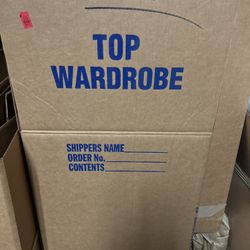 TOP
WARDROBE
SHIPPERS NAME
ORDER No.
CONTENTS